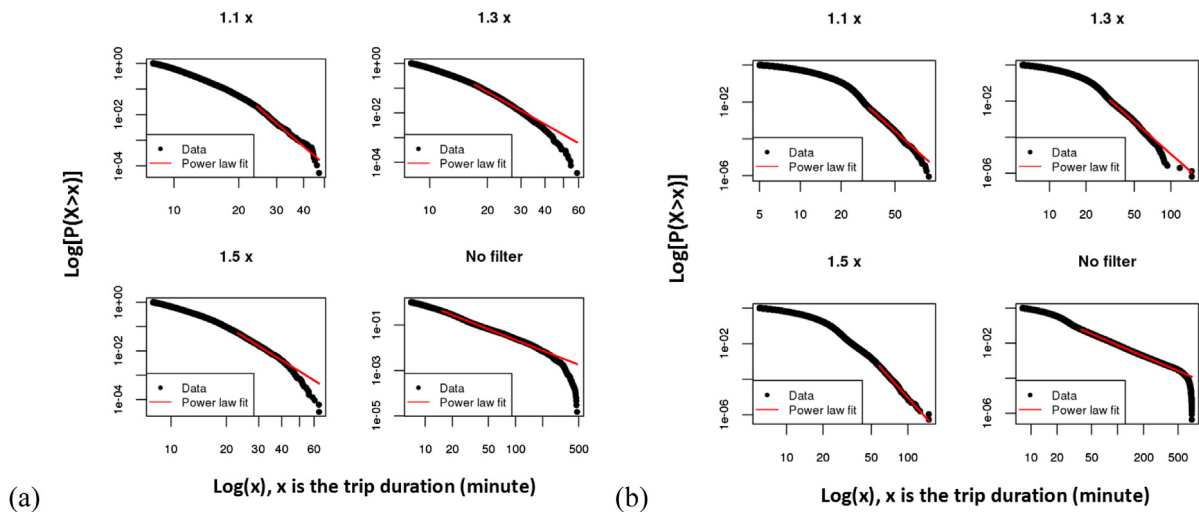 1.1 x
1.3 x
1e+00
1e-02
1e-04
Data
Power law fit
10 20 30 40
1e+00
1e-02
1e-04
Data
Power law fit
10 20 30 40 60
Log[P(X>x)]
1.5 x
No filter
1e+00
1e-02
1e-04
Data
Power law fit
10 20 30 40 60
1e-01
1e-03
1e-05
Data
Power law fit
10 20 50 100 500
(a)
Log(x), x is the trip duration (minute)
1.1 x
1.3 x
1e-02
1e-06
Data
Power law fit
5 10 20 50
1e-02
1e-06
Data
Power law fit
10 20 50 100
Log[P(X>x)]
1.5 x
No filter
1e-02
1e-06
Data
Power law fit
10 20 50 100
1e-02
1e-06
Data
Power law fit
10 50 100 500
(b)
Log(x), x is the trip duration (minute)